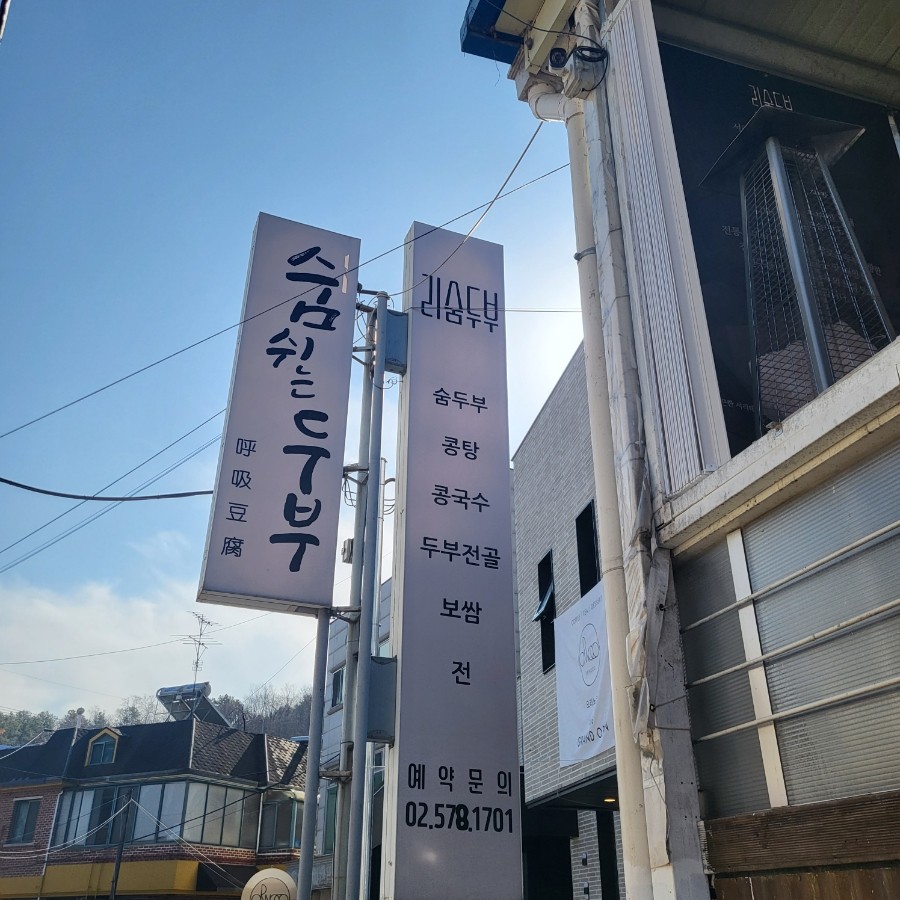 숨쉬는두부
呼吸豆腐
리숨두부
숨두부
콩탕
콩국수
두부전골
보쌈
전
예약문의
02.578.1701
리숨두부